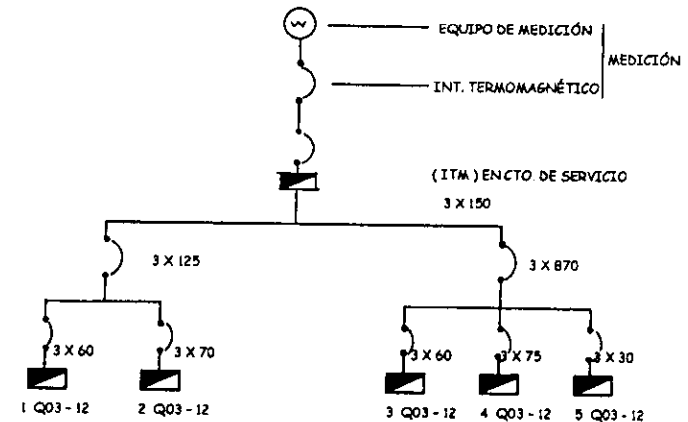 W
EQUIPO DE MEDICIÓN
MEDICIÓN
INT. TERMOMAGNÉTICO
(ITM) EN CTO. DE SERVICIO
3 X 150
3 X 125
3 X 870
3 X 60
3 X 70
3 X 60
3 X 75
3 X 30
1 Q03-12
2 Q03-12
3 Q03-12
4 Q03-12
5 Q03-12